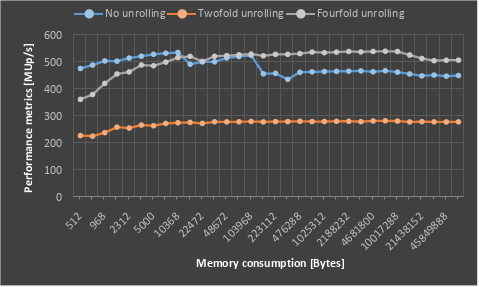 No unrolling Twofold unrolling Fourfold unrolling
600
500
400
300
200
100
0
Performance metrics [MUp/s]
512 968 2312 5000 10368 22472 48672 103968 223112 476288 1025312 2188232 4681800 10017288 21438152 45849888
Memory consumption [Bytes]